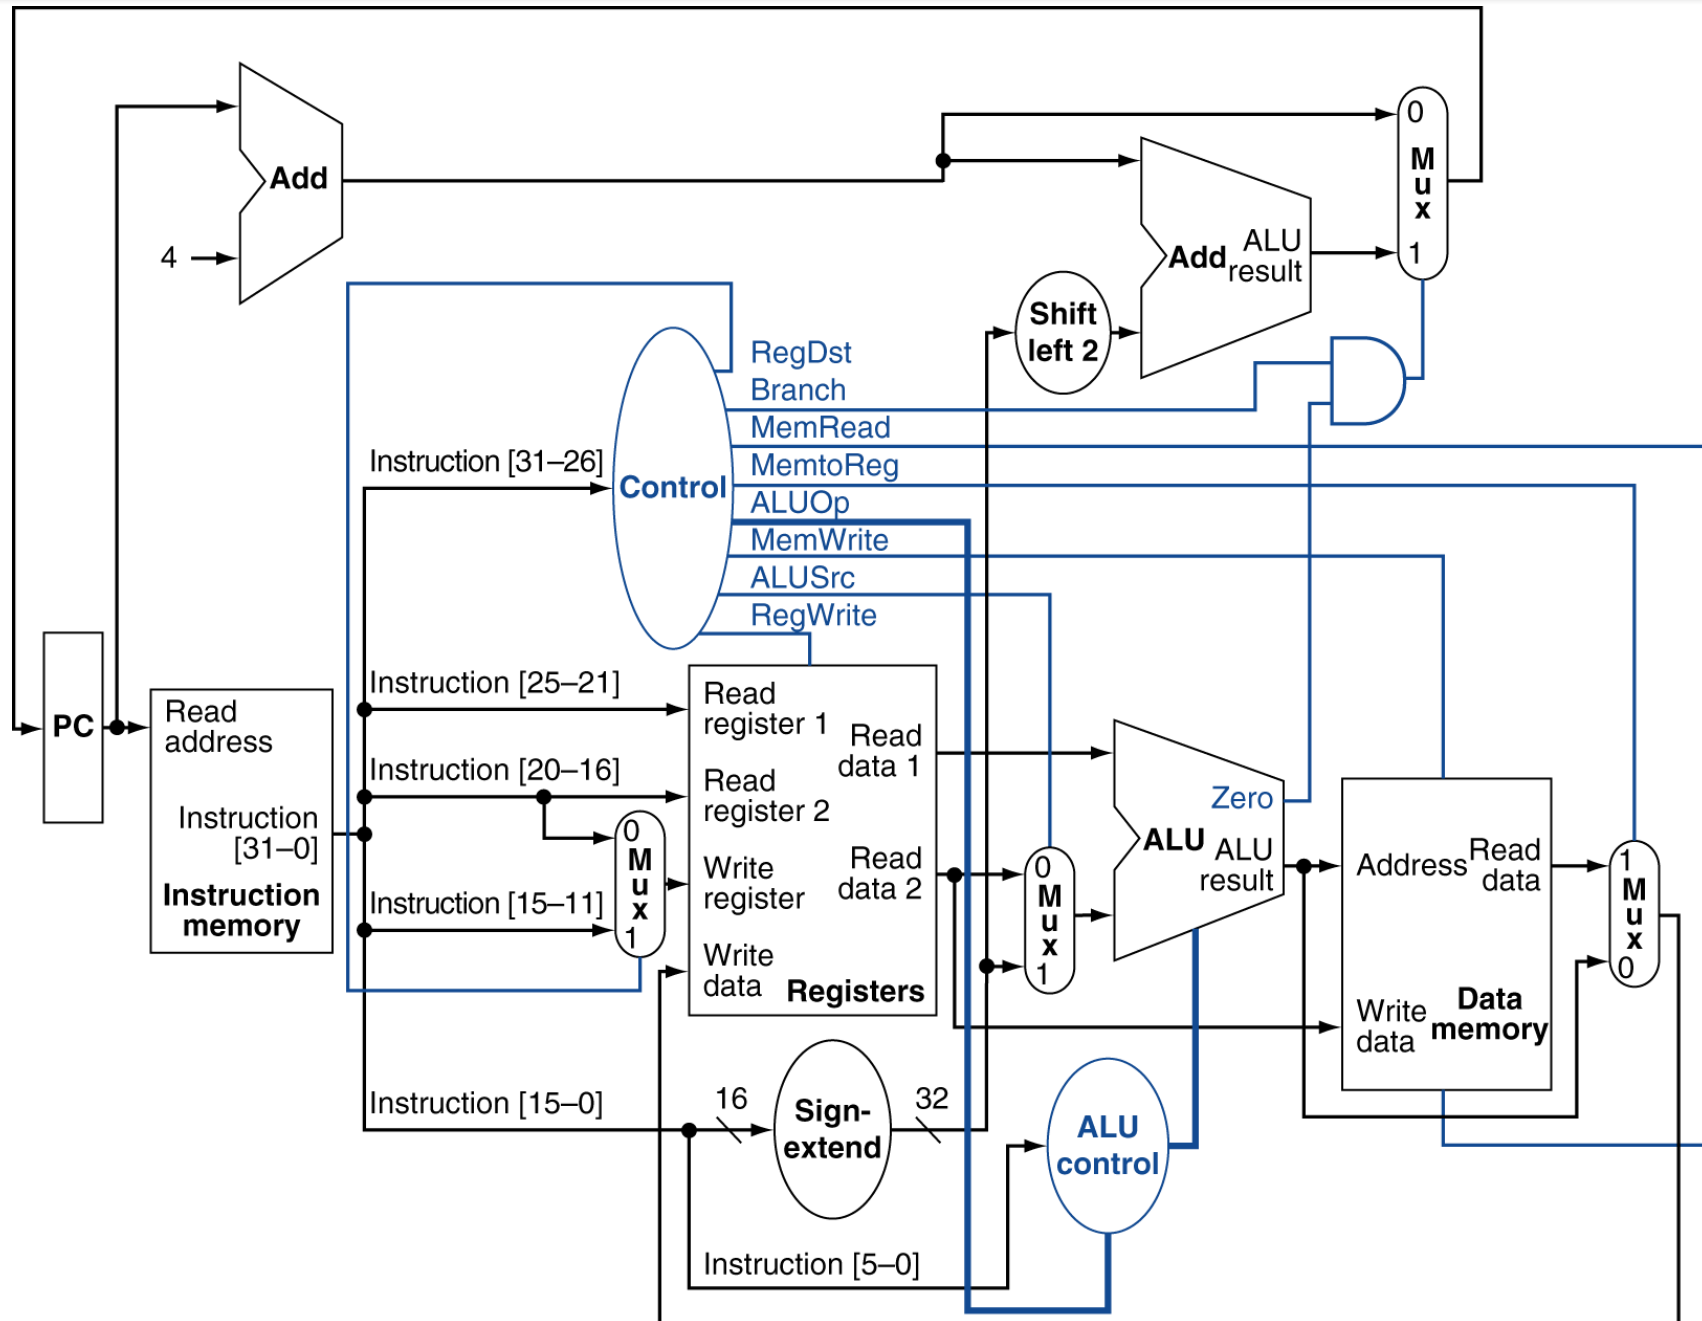 0
M
u
x
1
Add
4
Add
ALU
result
Shift
left 2
RegDst
Branch
MemRead
MemtoReg
ALUOp
MemWrite
ALUSrc
RegWrite
Control
Instruction [31–26]
Instruction [25–21]
Instruction [20–16]
Instruction [15–11]
Instruction [15–0]
Instruction [5–0]
PC
Read
address
Instruction
[31–0]
Instruction
memory
0
M
u
x
1
Read
register 1
Read
register 2
Write
register
Write
data
Read
data 1
Read
data 2
Registers
0
M
u
x
1
Zero
ALU
ALU
result
Address
Read
data
Write
data
Data
memory
1
M
u
x
0
16
Sign-
extend
32
ALU
control